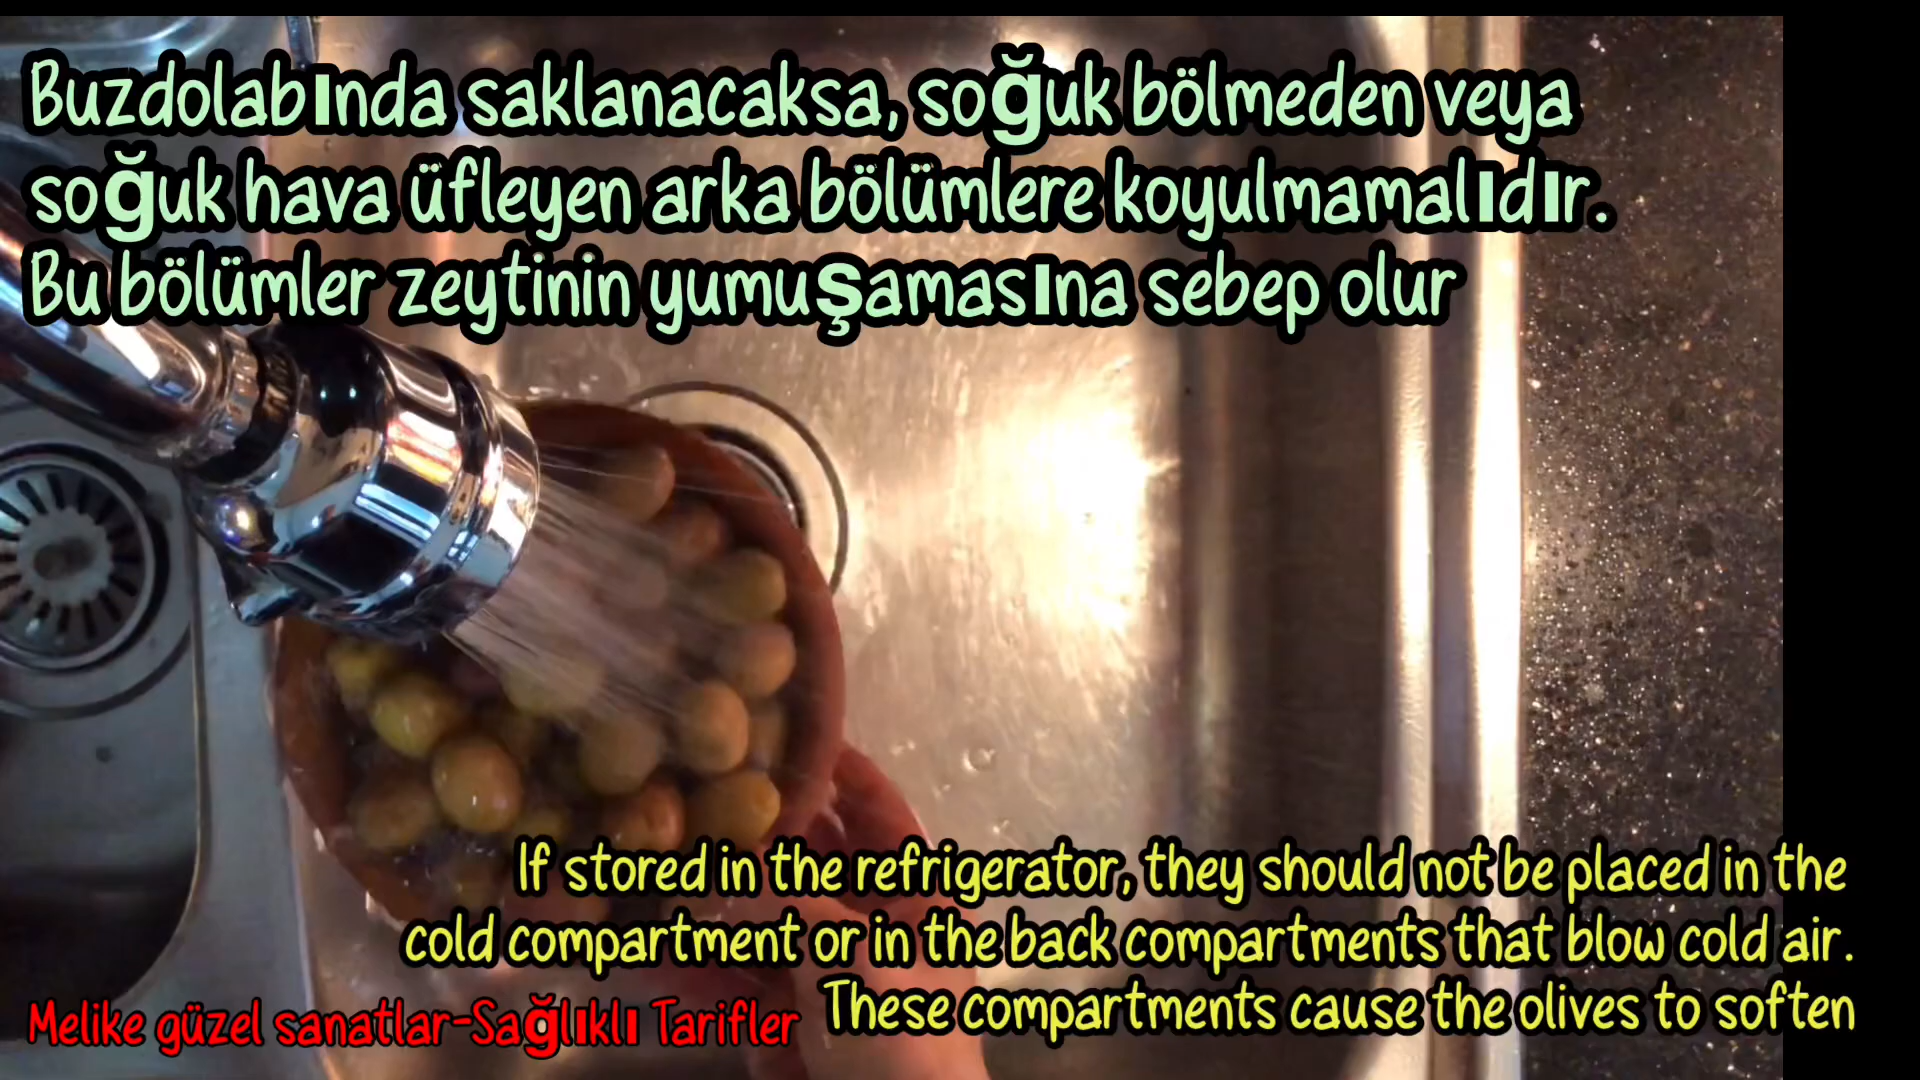 Buzdolabında saklanacaksa, soğuk bölmeden veya
soğuk hava üfleyen arka bölümlere koyulmamalıdır.
Bu bölümler zeytinin yumuşamasına sebep olur
If stored in the refrigerator, they should not be placed in the
cold compartment or in the back compartments that blow cold air.
These compartments cause the olives to soften
Melike güzel sanatlar-Sağlıklı Tarifler